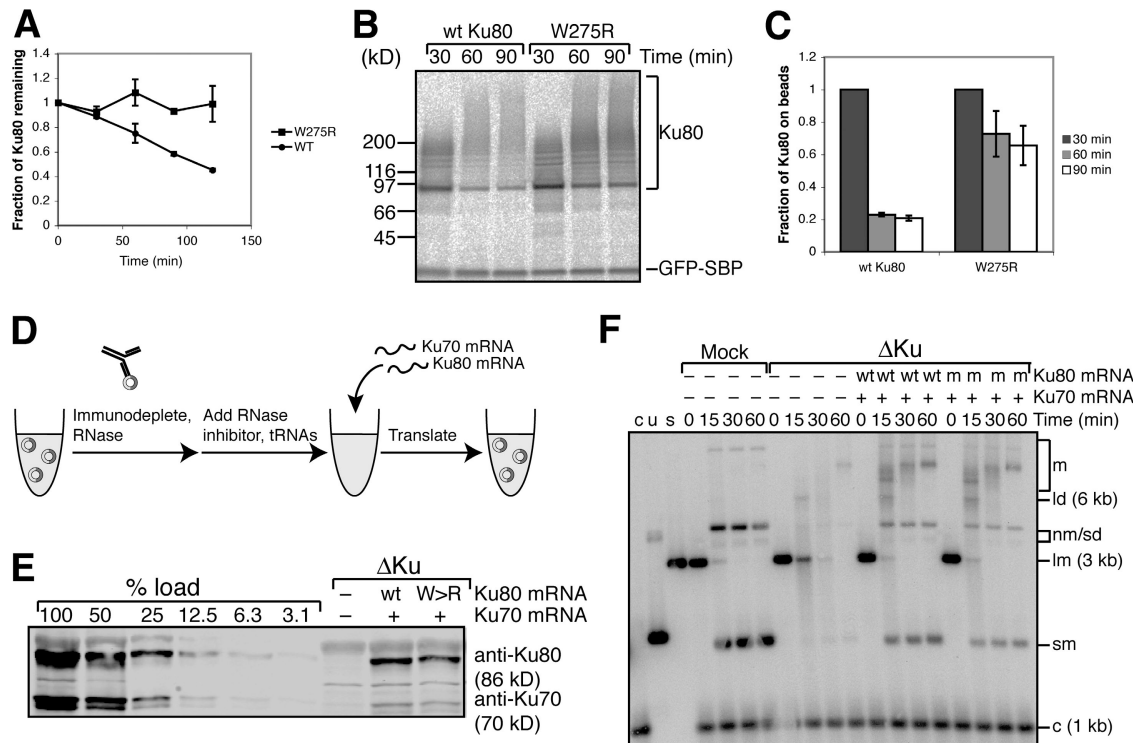 A
Fraction of Ku80 remaining
1.4
1.2
1
0.8
0.6
0.4
0.2
0
0 50 100 150
Time (min)
W275R
WT
B
wt Ku80 W275R
(kD) 30 60 90 30 60 90 Time (min)
200
116
97
66
45
Ku80
GFP-SBP
C
Fraction of Ku80 on beads
1.2
1
0.8
0.6
0.4
0.2
0
wt Ku80 W275R
30 min
60 min
90 min
D
Immunodeplete,
RNase
Add RNase
inhibitor, tRNAs
Ku70 mRNA
Ku80 mRNA
Translate
E
% load
100 50 25 12.5 6.3 3.1
ΔKu
– wt W>R Ku80 mRNA
– + + Ku70 mRNA
anti-Ku80
(86 kD)
anti-Ku70
(70 kD)
F
Mock ΔKu
– – – – – – – – wt wt wt wt m m m m Ku80 mRNA
– – – – – – – – + + + + + + + + Ku70 mRNA
c u s 0 15 30 60 0 15 30 60 0 15 30 60 0 15 30 60 Time (min)
m
ld (6 kb)
nm/sd
lm (3 kb)
sm
c (1 kb)